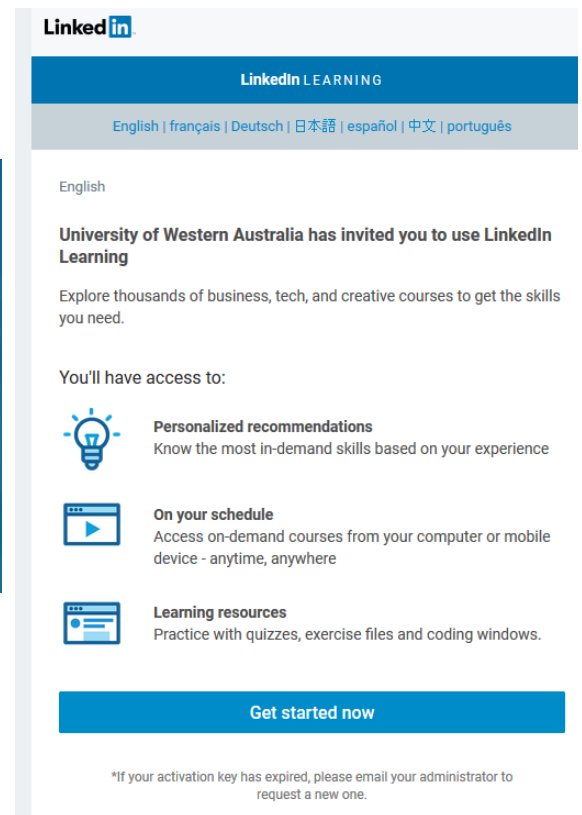 Linked in
LinkedIn LEARNING
English | français | Deutsch | 日本語 | español | 中文 | português
English
University of Western Australia has invited you to use LinkedIn
Learning
Explore thousands of business, tech, and creative courses to get the skills
you need.
You'll have access to:
Personalized recommendations
Know the most in-demand skills based on your experience
On your schedule
Access on-demand courses from your computer or mobile
device - anytime, anywhere
Learning resources
Practice with quizzes, exercise files and coding windows.
Get started now
*If your activation key has expired, please email your administrator to
request a new one.